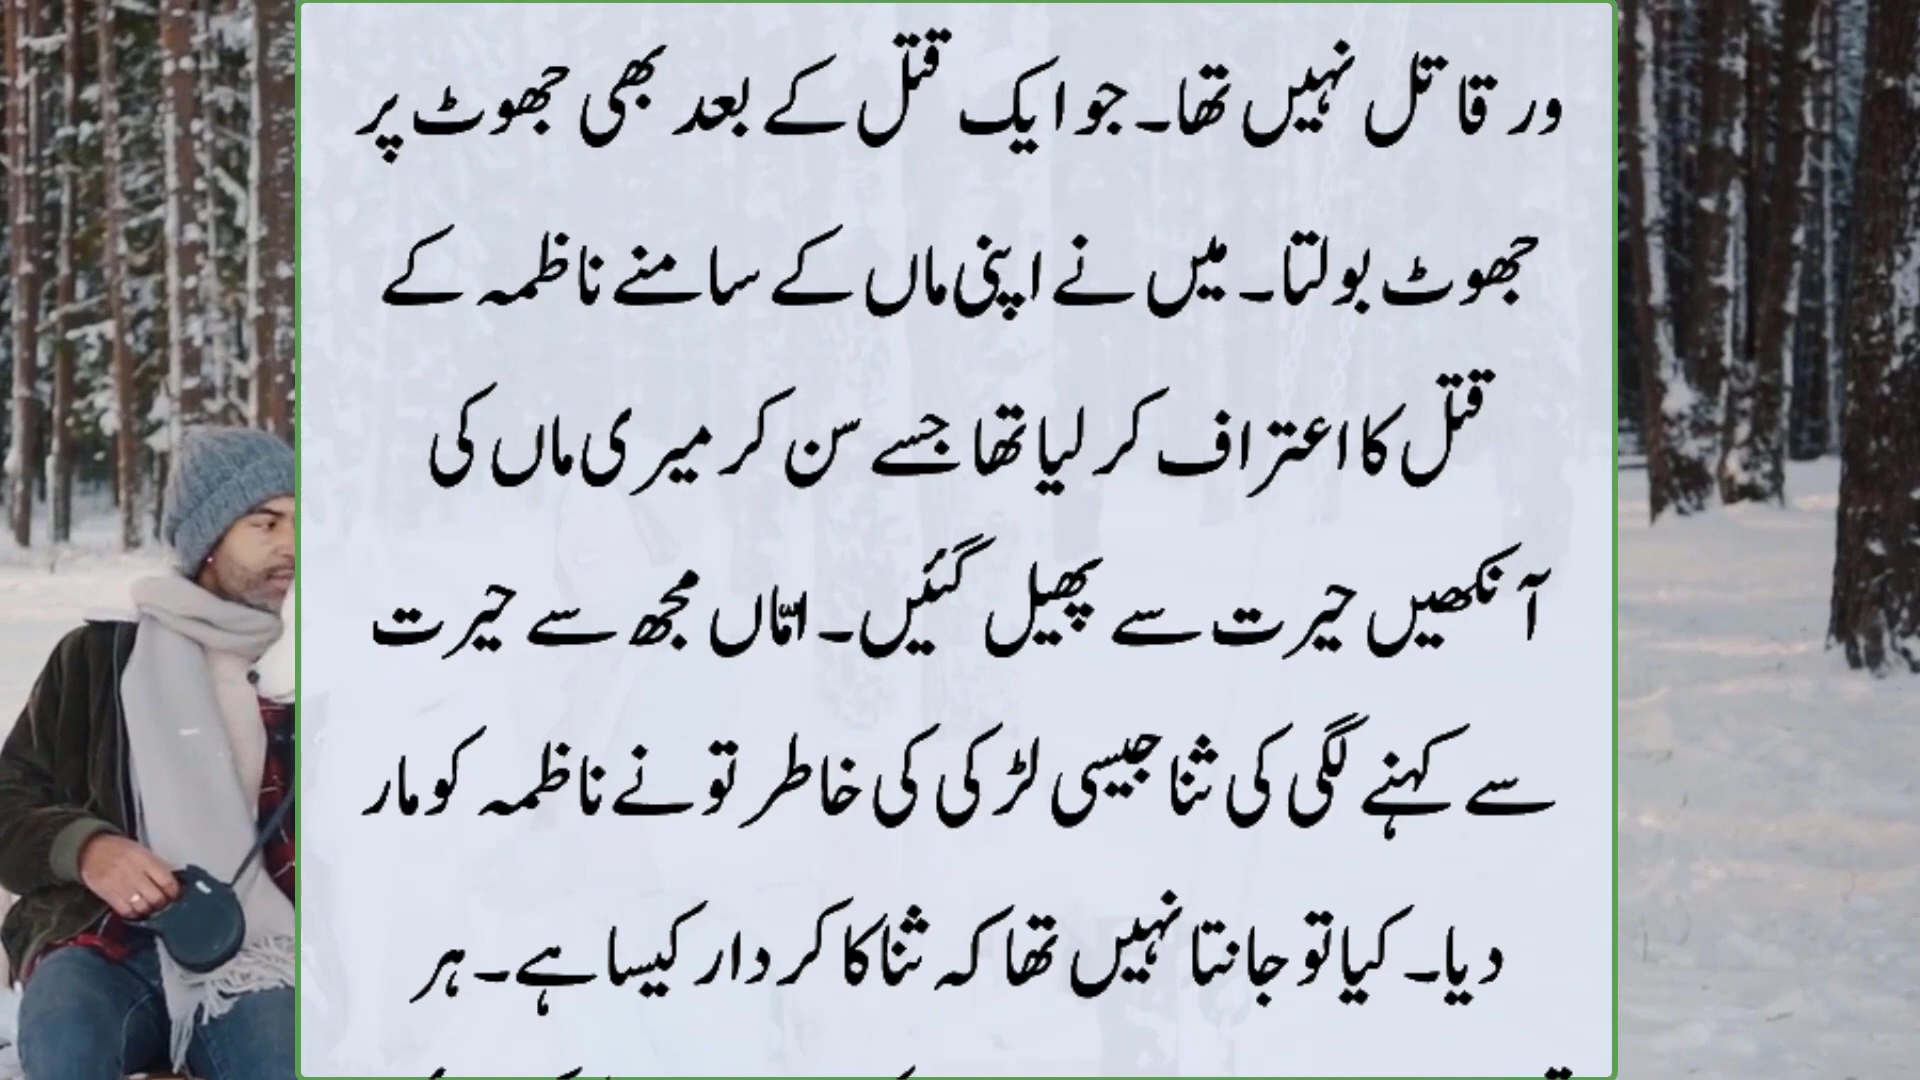 ور قاتل نہیں تھا۔ جو ایک قتل کے بعد بھی جھوٹ پر
جھوٹ بولتا۔ میں نے اپنی ماں کے سامنے ناظمہ کے
قتل کا اعتراف کر لیا تھا جسے سن کر میری ماں کی
آنکھیں حیرت سے پھیل گئیں۔ امّاں مجھ سے حیرت
سے کہنے لگی کی ثنا جیسی لڑکی کی خاطر تو نے ناظمہ کو مار
دیا۔ کیا تو جانتا نہیں تھا کہ ثنا کا کردار کیسا ہے۔ ہر